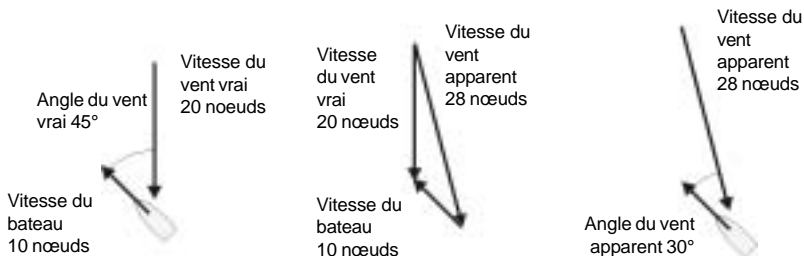 Vitesse du
vent vrai
20 noeuds
Angle du vent
vrai 45°
Vitesse du
bateau
10 nœuds
Vitesse
du vent
vrai
20 nœuds
Vitesse du
vent
apparent
28 nœuds
Vitesse du
bateau
10 nœuds
Vitesse du
vent
apparent
28 nœuds
Angle du vent
apparent 30°